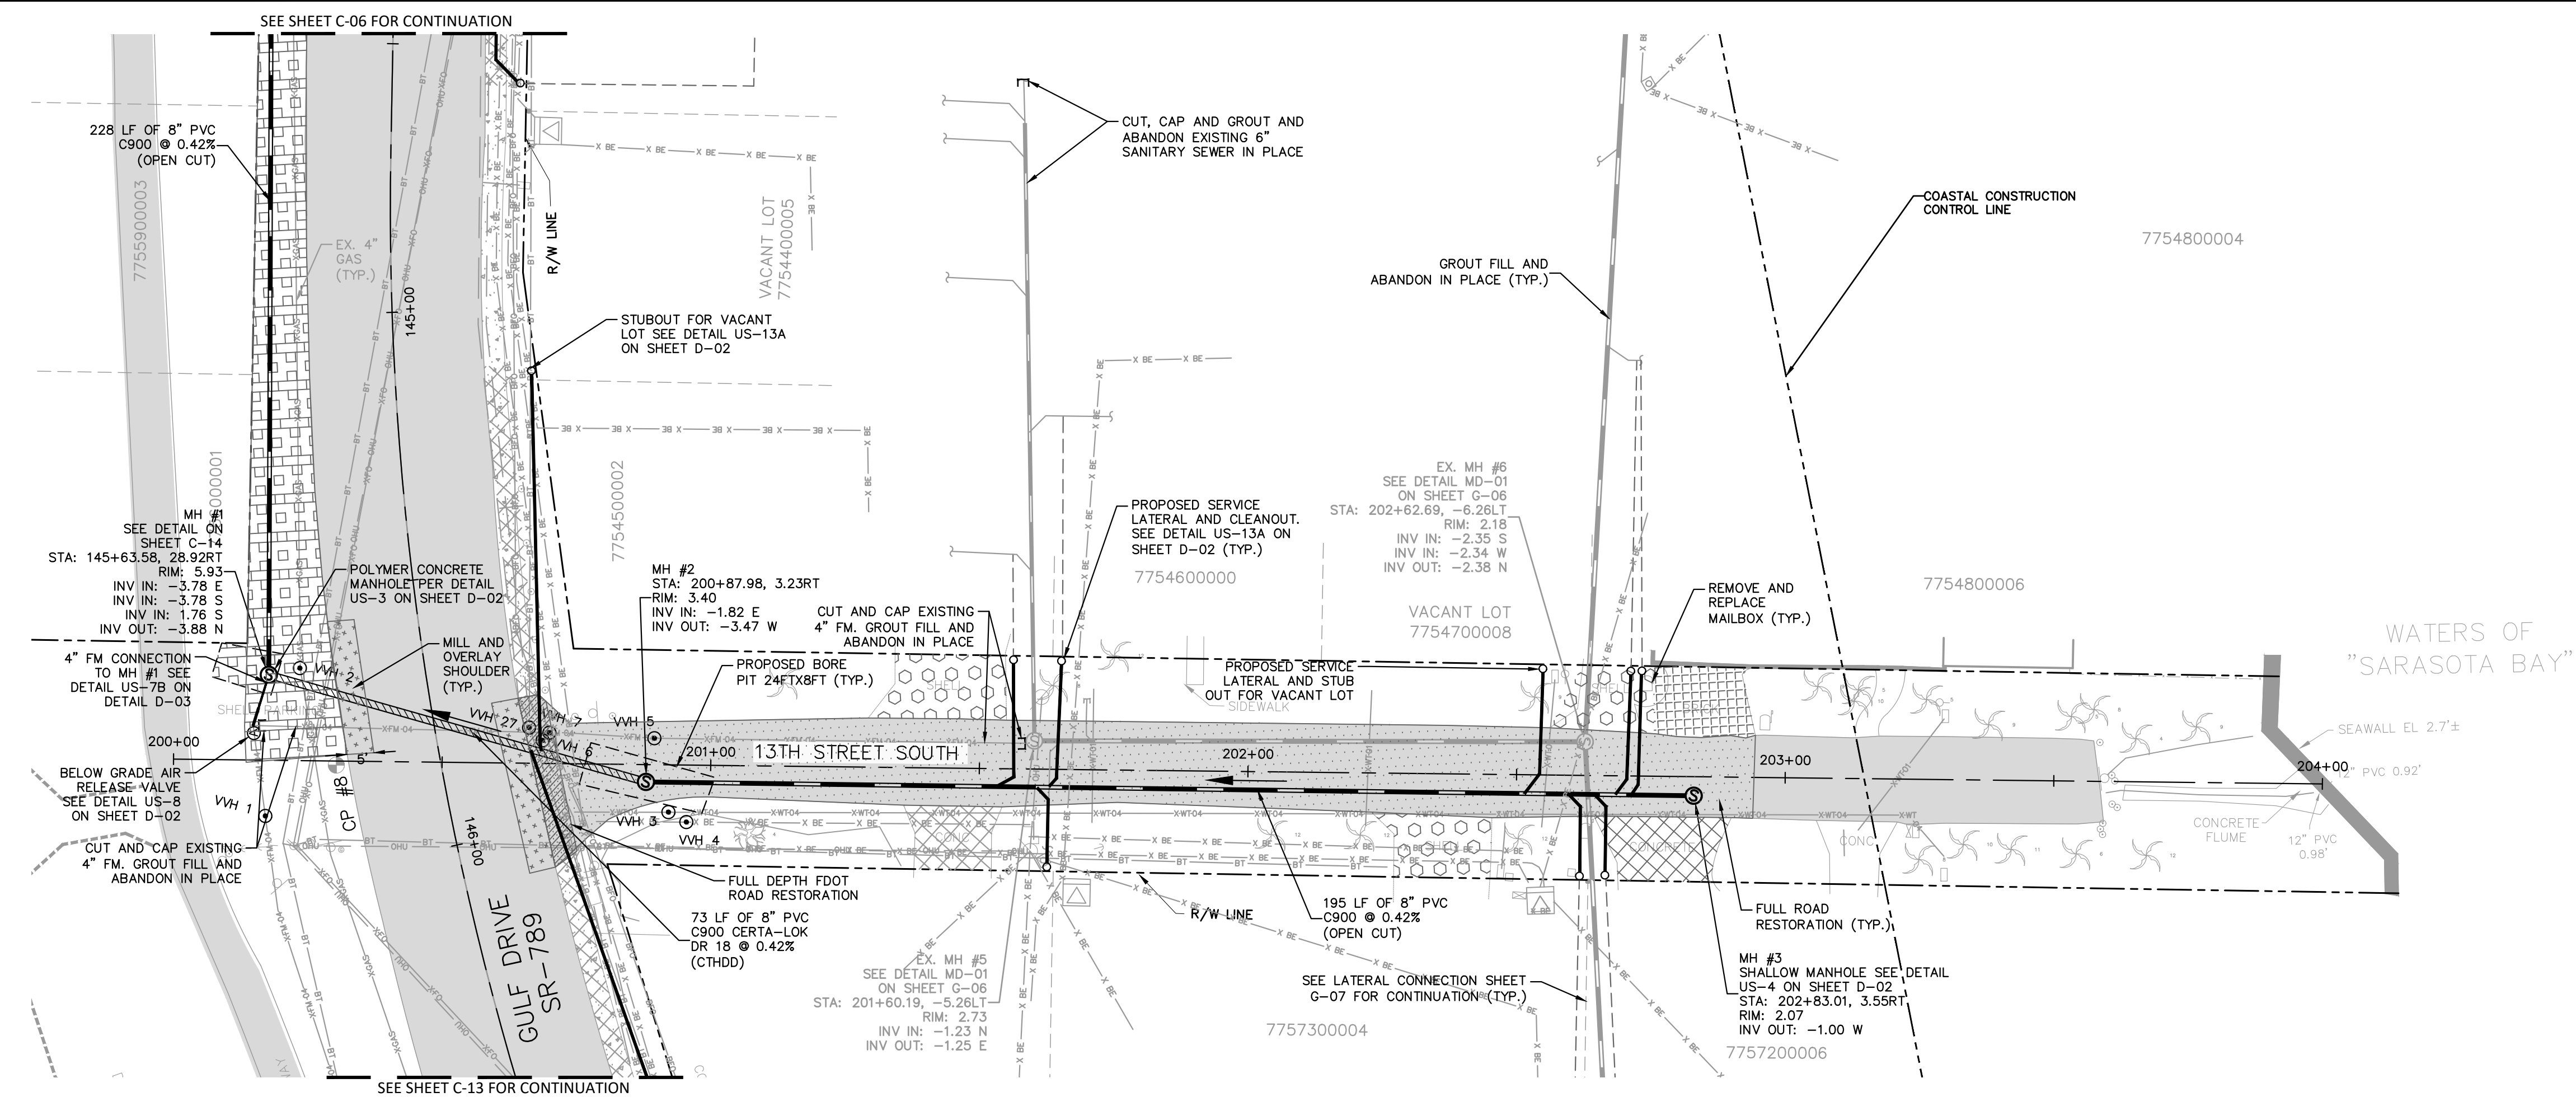 SEE SHEET C-06 FOR CONTINUATION
228 LF OF 8" PVC
C900 @ 0.42%
(OPEN CUT)
7755900003
EX. 4"
GAS
(TYP.)
145+00
R/W LINE
VACANT LOT
7754400005
STUBOUT FOR VACANT
LOT SEE DETAIL US-13A
ON SHEET D-02
CUT, CAP AND GROUT AND
ABANDON EXISTING 6"
SANITARY SEWER IN PLACE
GROUT FILL AND
ABANDON IN PLACE (TYP.)
COASTAL CONSTRUCTION
CONTROL LINE
7754800004
MH #1
SEE DETAIL ON
SHEET C-14
STA: 145+63.58, 28.92RT
RIM: 5.93
INV IN: -3.78 E
INV IN: -3.78 S
INV IN: 1.76 S
INV OUT: -3.88 N
POLYMER CONCRETE
MANHOLE PER DETAIL
US-3 ON SHEET D-02
7754500002
MH #2
STA: 200+87.98, 3.23RT
RIM: 3.40
INV IN: -1.82 E
INV OUT: -3.47 W
CUT AND CAP EXISTING
4" FM. GROUT FILL AND
ABANDON IN PLACE
PROPOSED SERVICE
LATERAL AND CLEANOUT.
SEE DETAIL US-13A ON
SHEET D-02 (TYP.)
7754600000
EX. MH #6
SEE DETAIL MD-01
ON SHEET G-06
STA: 202+62.69, -6.26LT
RIM: 2.18
INV IN: -2.35 S
INV IN: -2.34 W
INV OUT: -2.38 N
VACANT LOT
7754700008
REMOVE AND
REPLACE
MAILBOX (TYP.)
7754800006
WATERS OF
"SARASOTA BAY"
4" FM CONNECTION
TO MH #1 SEE
DETAIL US-7B ON
DETAIL D-03
MILL AND
OVERLAY
SHOULDER
(TYP.)
PROPOSED BORE
PIT 24FTX8FT (TYP.)
PROPOSED SERVICE
LATERAL AND STUB
OUT FOR VACANT LOT
SHELL
SIDEWALK
SHELL
BRICK
VVH 2
VVH 27
VVH 7
VVH 6
VVH 5
200+00
5'
201+00
13TH STREET SOUTH
202+00
203+00
204+00
SEAWALL EL 2.7'±
12" PVC 0.92'
BELOW GRADE AIR
RELEASE VALVE
SEE DETAIL US-8
ON SHEET D-02
VVH 1
CP #8
146+00
VVH 3
VVH 4
CONC
SHELL
CONCRETE
CONC
CONCRETE
FLUME
12" PVC
0.98'
CUT AND CAP EXISTING
4" FM. GROUT FILL AND
ABANDON IN PLACE
FULL DEPTH FDOT
ROAD RESTORATION
73 LF OF 8" PVC
C900 CERTA-LOK
DR 18 @ 0.42%
(CTHDD)
R/W LINE
195 LF OF 8" PVC
C900 @ 0.42%
(OPEN CUT)
FULL ROAD
RESTORATION (TYP.)
GULF DRIVE
SR-789
EX. MH #5
SEE DETAIL MD-01
ON SHEET G-06
STA: 201+60.19, -5.26LT
RIM: 2.73
INV IN: -1.23 N
INV OUT: -1.25 E
SEE LATERAL CONNECTION SHEET
G-07 FOR CONTINUATION (TYP.)
MH #3
SHALLOW MANHOLE SEE DETAIL
US-4 ON SHEET D-02
STA: 202+83.01, 3.55RT
RIM: 2.07
INV OUT: -1.00 W
7757300004
7757200006
SEE SHEET C-13 FOR CONTINUATION